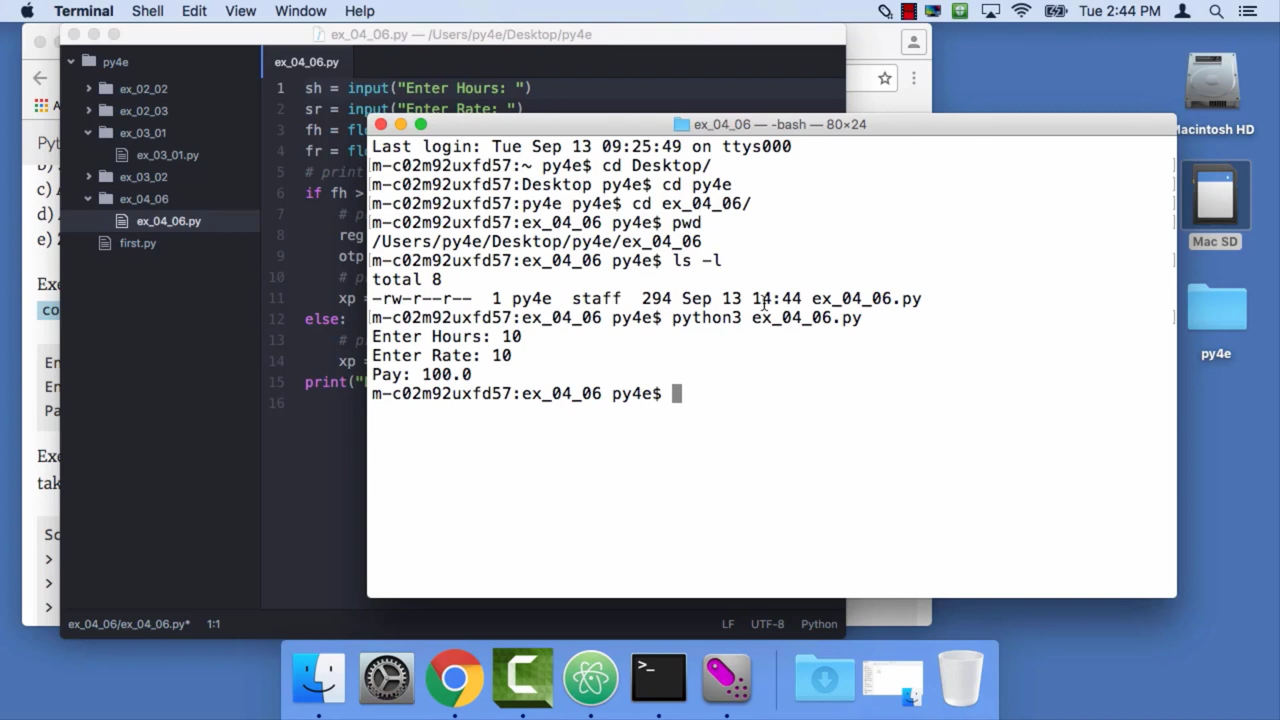 Terminal Shell Edit View Window Help Tue 2:44 PM
ex_04_06.py — /Users/py4e/Desktop/py4e
py4e
ex_02_02
ex_02_03
ex_03_01
ex_03_01.py
ex_03_02
ex_04_06
ex_04_06.py
first.py
ex_04_06.py
1 sh = input("Enter Hours: ")
2 sr = input("Enter Rate: ")
3 fh =
4 fr =
5 # print
6 if fh >
7 #
8 reg
9 otp
10 #
11 xp =
12 else:
13 #
14 xp =
15 print("
16
ex_04_06/ex_04_06.py* 1:1 LF UTF-8 Python
ex_04_06 — -bash — 80×24
Last login: Tue Sep 13 09:25:49 on ttys000
m-c02m92uxfd57:~ py4e$ cd Desktop/
m-c02m92uxfd57:Desktop py4e$ cd py4e
m-c02m92uxfd57:py4e py4e$ cd ex_04_06/
m-c02m92uxfd57:ex_04_06 py4e$ pwd
/Users/py4e/Desktop/py4e/ex_04_06
m-c02m92uxfd57:ex_04_06 py4e$ ls -l
total 8
-rw-r--r-- 1 py4e staff 294 Sep 13 14:44 ex_04_06.py
m-c02m92uxfd57:ex_04_06 py4e$ python3 ex_04_06.py
Enter Hours: 10
Enter Rate: 10
Pay: 100.0
m-c02m92uxfd57:ex_04_06 py4e$
c)
d)
e)
>
>
>
Macintosh HD
Mac SD
py4e